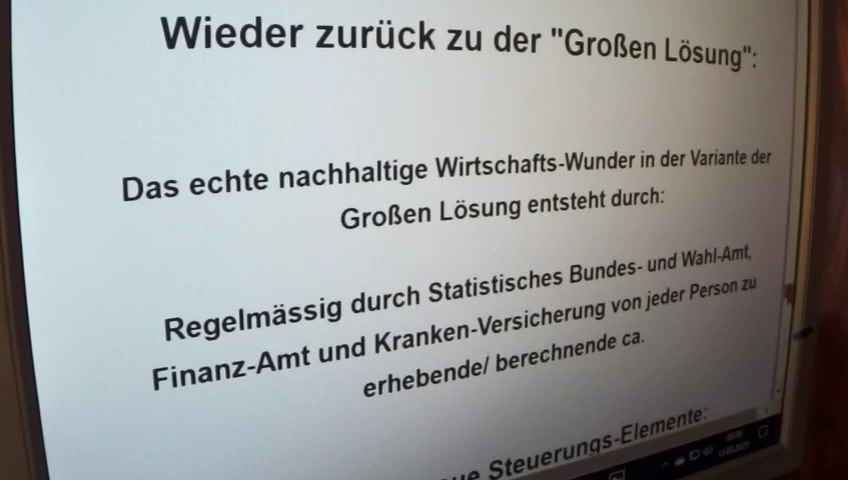 Wieder zurück zu der "Großen Lösung":
Das echte nachhaltige Wirtschafts-Wunder in der Variante der
Großen Lösung entsteht durch:
Regelmässig durch Statistisches Bundes- und Wahl-Amt,
Finanz-Amt und Kranken-Versicherung von jeder Person zu
erhebende/ berechnende ca.
Steuerungs-Elemente: